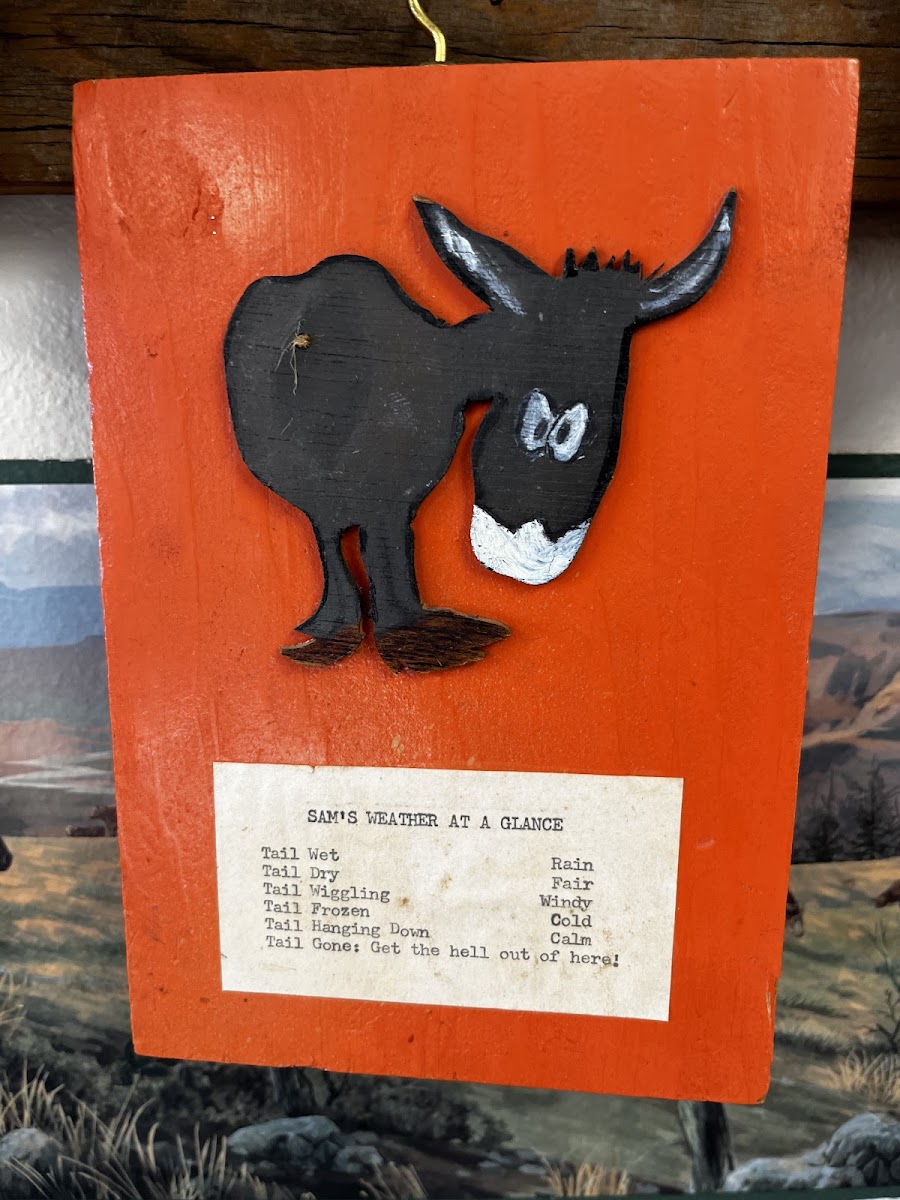 SAM'S WEATHER AT A GLANCE
Tail Wet Rain
Tail Dry Fair
Tail Wiggling Windy
Tail Frozen Cold
Tail Hanging Down Calm
Tail Gone: Get the hell out of here!